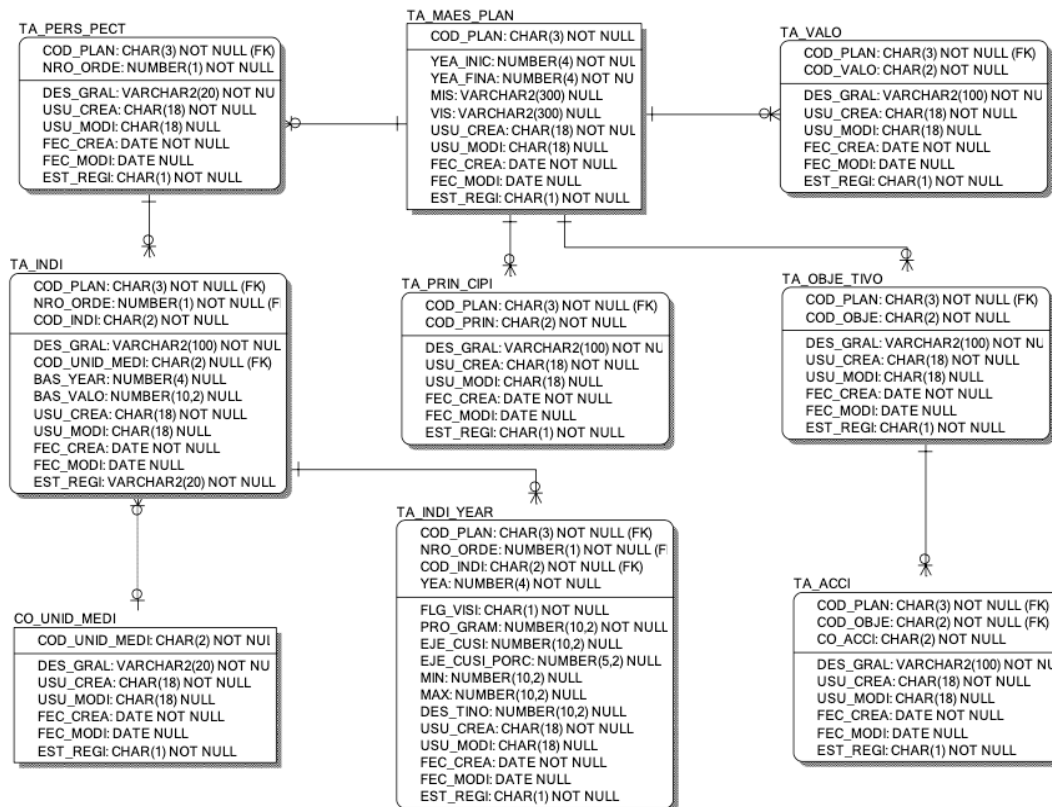 TA_PERS_PECT
COD_PLAN: CHAR(3) NOT NULL (FK)
NRO_ORDE: NUMBER(1) NOT NULL
DES_GRAL: VARCHAR2(20) NOT NU
USU_CREA: CHAR(18) NOT NULL
USU_MODI: CHAR(18) NULL
FEC_CREA: DATE NOT NULL
FEC_MODI: DATE NULL
EST_REGI: CHAR(1) NOT NULL
TA_MAES_PLAN
COD_PLAN: CHAR(3) NOT NULL
YEA_INIC: NUMBER(4) NOT NUL
YEA_FINA: NUMBER(4) NOT NU
MIS: VARCHAR2(300) NULL
VIS: VARCHAR2(300) NULL
USU_CREA: CHAR(18) NOT NUL
USU_MODI: CHAR(18) NULL
FEC_CREA: DATE NOT NULL
FEC_MODI: DATE NULL
EST_REGI: CHAR(1) NOT NULL
TA_VALO
COD_PLAN: CHAR(3) NOT NULL (FK)
COD_VALO: CHAR(2) NOT NULL
DES_GRAL: VARCHAR2(100) NOT NU
USU_CREA: CHAR(18) NOT NULL
USU_MODI: CHAR(18) NULL
FEC_CREA: DATE NOT NULL
FEC_MODI: DATE NULL
EST_REGI: CHAR(1) NOT NULL
TA_INDI
COD_PLAN: CHAR(3) NOT NULL (FK)
NRO_ORDE: NUMBER(1) NOT NULL (F
COD_INDI: CHAR(2) NOT NULL
DES_GRAL: VARCHAR2(100) NOT NUL
COD_UNID_MEDI: CHAR(2) NULL (FK)
BAS_YEAR: NUMBER(4) NULL
BAS_VALO: NUMBER(10,2) NULL
USU_CREA: CHAR(18) NOT NULL
USU_MODI: CHAR(18) NULL
FEC_CREA: DATE NOT NULL
FEC_MODI: DATE NULL
EST_REGI: VARCHAR2(20) NOT NULL
TA_PRIN_CIPI
COD_PLAN: CHAR(3) NOT NULL (FK)
COD_PRIN: CHAR(2) NOT NULL
DES_GRAL: VARCHAR2(100) NOT NU
USU_CREA: CHAR(18) NOT NULL
USU_MODI: CHAR(18) NULL
FEC_CREA: DATE NOT NULL
FEC_MODI: DATE NULL
EST_REGI: CHAR(1) NOT NULL
TA_OBJE_TIVO
COD_PLAN: CHAR(3) NOT NULL (FK)
COD_OBJE: CHAR(2) NOT NULL
DES_GRAL: VARCHAR2(100) NOT NU
USU_CREA: CHAR(18) NOT NULL
USU_MODI: CHAR(18) NULL
FEC_CREA: DATE NOT NULL
FEC_MODI: DATE NULL
EST_REGI: CHAR(1) NOT NULL
CO_UNID_MEDI
COD_UNID_MEDI: CHAR(2) NOT NUL
DES_GRAL: VARCHAR2(20) NOT NU
USU_CREA: CHAR(18) NOT NULL
USU_MODI: CHAR(18) NULL
FEC_CREA: DATE NOT NULL
FEC_MODI: DATE NULL
EST_REGI: CHAR(1) NOT NULL
TA_INDI_YEAR
COD_PLAN: CHAR(3) NOT NULL (FK)
NRO_ORDE: NUMBER(1) NOT NULL (F
COD_INDI: CHAR(2) NOT NULL (FK)
YEA: NUMBER(4) NOT NULL
FLG_VISI: CHAR(1) NOT NULL
PRO_GRAM: NUMBER(10,2) NOT NULL
EJE_CUSI: NUMBER(10,2) NULL
EJE_CUSI_PORC: NUMBER(5,2) NULL
MIN: NUMBER(10,2) NULL
MAX: NUMBER(10,2) NULL
DES_TINO: NUMBER(10,2) NULL
USU_CREA: CHAR(18) NOT NULL
USU_MODI: CHAR(18) NULL
FEC_CREA: DATE NOT NULL
FEC_MODI: DATE NULL
EST_REGI: CHAR(1) NOT NULL
TA_ACCI
COD_PLAN: CHAR(3) NOT NULL (FK)
COD_OBJE: CHAR(2) NOT NULL (FK)
CO_ACCI: CHAR(2) NOT NULL
DES_GRAL: VARCHAR2(100) NOT NU
USU_CREA: CHAR(18) NOT NULL
USU_MODI: CHAR(18) NULL
FEC_CREA: DATE NOT NULL
FEC_MODI: DATE NULL
EST_REGI: CHAR(1) NOT NULL